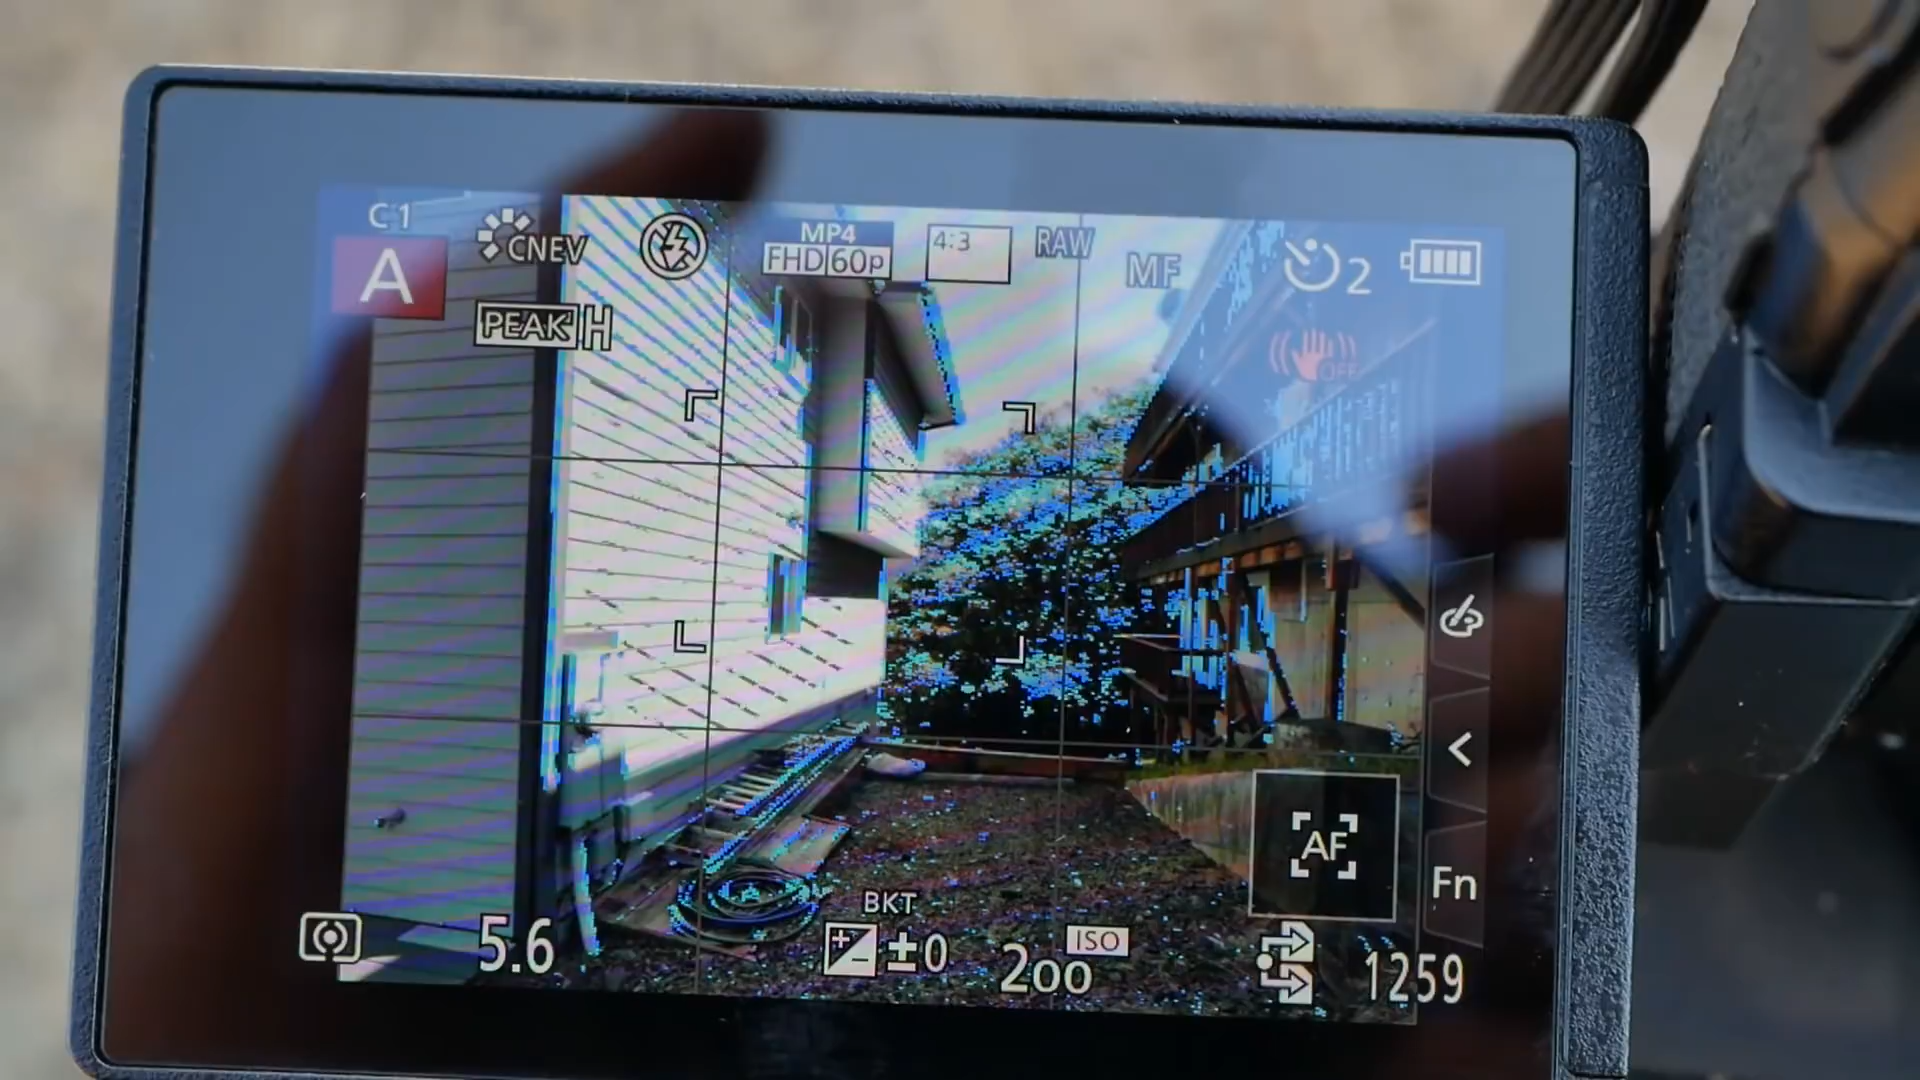 C1
A
CNEV
MP4
FHD 60p
4:3
RAW
MF
2
PEAK H
OFF
AF
Fn
BKT
5.6
±0
200
ISO
1259